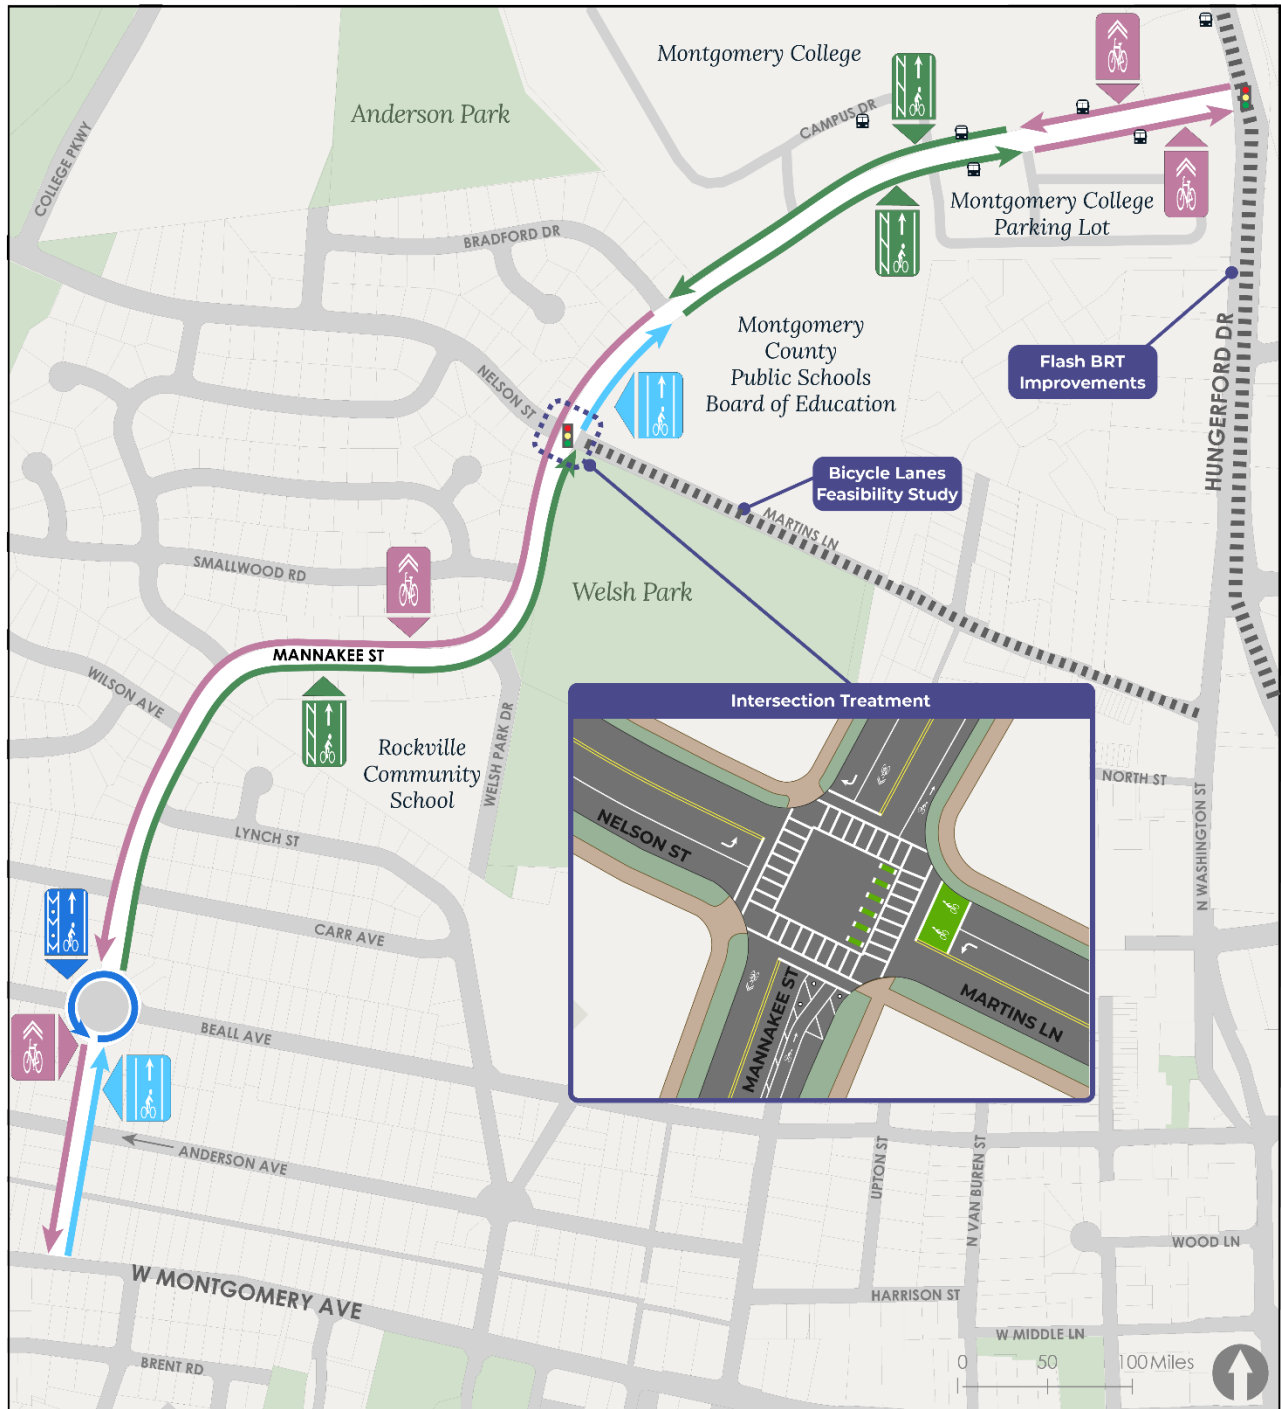 Montgomery College
Anderson Park
CAMPUS DR
COLLEGE PKWY
Montgomery College
Parking Lot
BRADFORD DR
Montgomery
County
Public Schools
Board of Education
HUNGERFORD DR
Flash BRT
Improvements
NELSON ST
Bicycle Lanes
Feasibility Study
MARTINS LN
SMALLWOOD RD
Welsh Park
MANNAKEE ST
WILSON AVE
WELSH PARK DR
Rockville
Community
School
Intersection Treatment
NELSON ST
MANNAKEE ST
MARTINS LN
NORTH ST
N WASHINGTON ST
LYNCH ST
CARR AVE
BEALL AVE
ANDERSON AVE
UPTON ST
N VAN BUREN ST
WOOD LN
W MONTGOMERY AVE
HARRISON ST
W MIDDLE LN
BRENT RD
0 50 100 Miles